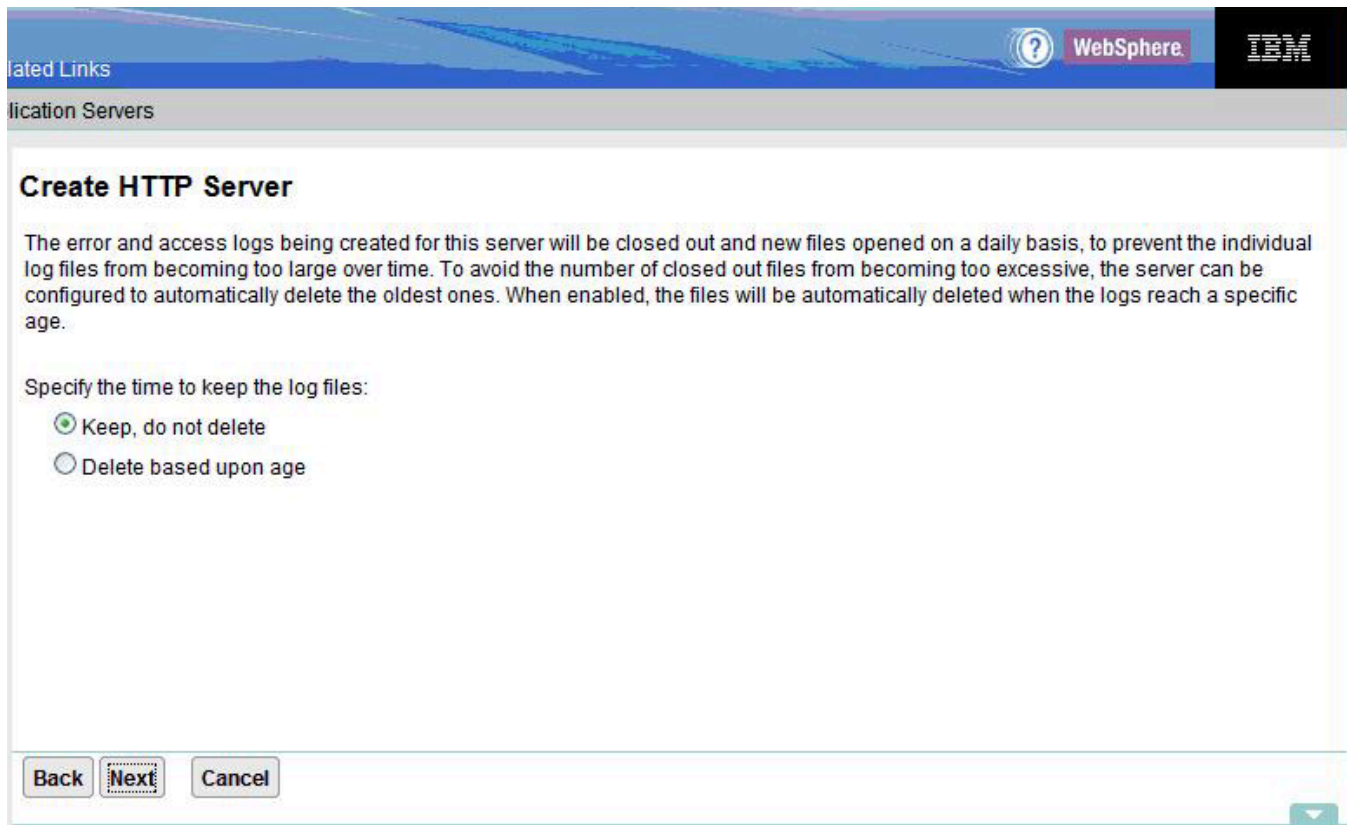 ? WebSphere. IBM
lated Links
lication Servers
Create HTTP Server
The error and access logs being created for this server will be closed out and new files opened on a daily basis, to prevent the individual
log files from becoming too large over time. To avoid the number of closed out files from becoming too excessive, the server can be
configured to automatically delete the oldest ones. When enabled, the files will be automatically deleted when the logs reach a specific
age.
Specify the time to keep the log files:
Keep, do not delete
Delete based upon age
Back Next Cancel